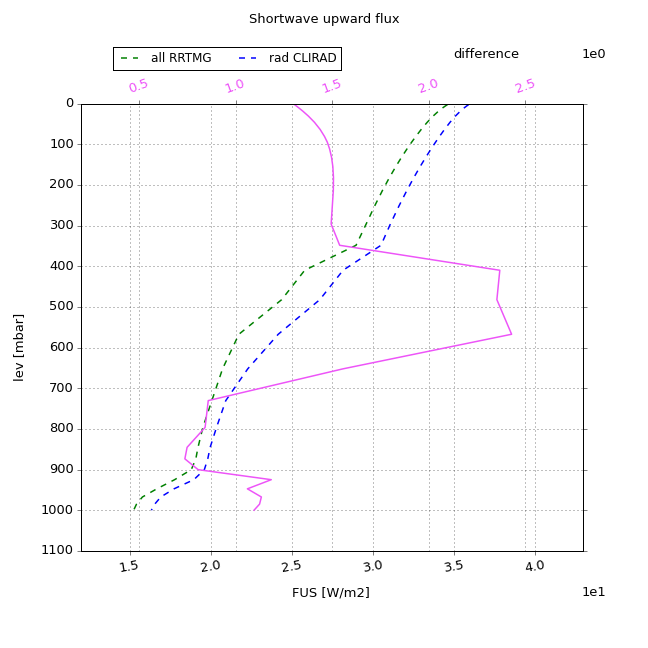 Shortwave upward flux
all RRTMG rad CLIRAD
difference 1e0
0.5 1.0 1.5 2.0 2.5
0
100
200
300
400
500
600
700
800
900
1000
1100
lev [mbar]
1.5 2.0 2.5 3.0 3.5 4.0
FUS [W/m2] 1e1